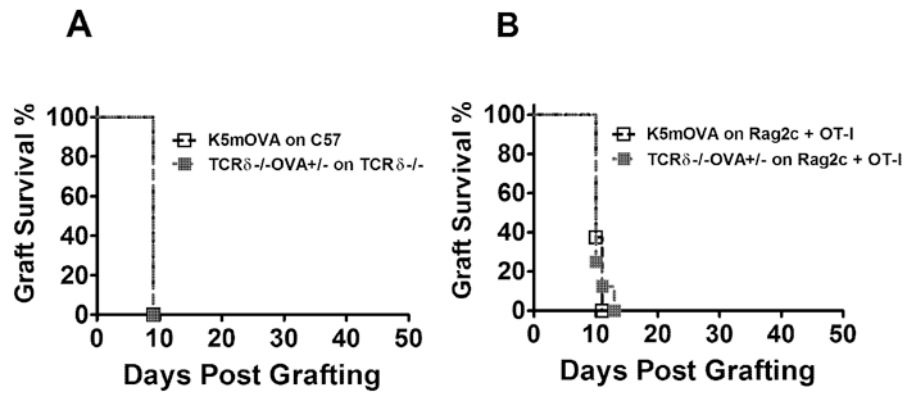 A
Graft Survival %
100
80
60
40
20
0
K5mOVA on C57
TCRδ-/-OVA+/- on TCRδ-/-
0 10 20 30 40 50
Days Post Grafting
B
Graft Survival %
100
80
60
40
20
0
K5mOVA on Rag2c + OT-I
TCRδ-/-OVA+/- on Rag2c + OT-I
0 10 20 30 40 50
Days Post Grafting